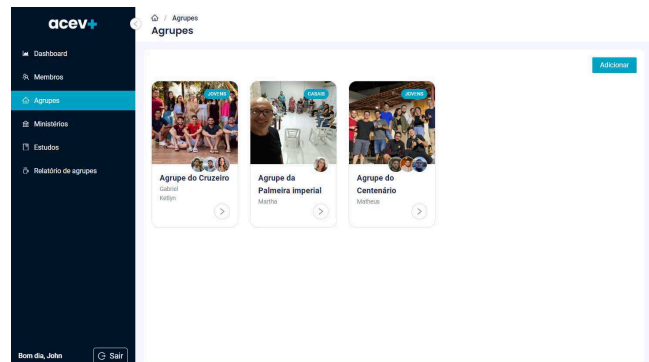 acev+
Agrupes
Agrupes
Dashboard
Membros
Agrupes
Ministérios
Estudos
Relatório de agrupes
Adicionar
JOVENS
Agrupe do Cruzeiro
Gabriel
Kellyn
CASAIS
Agrupe da
Palmeira imperial
Martha
JOVENS
Agrupe do
Centenário
Matheus
Bom dia, John
Sair